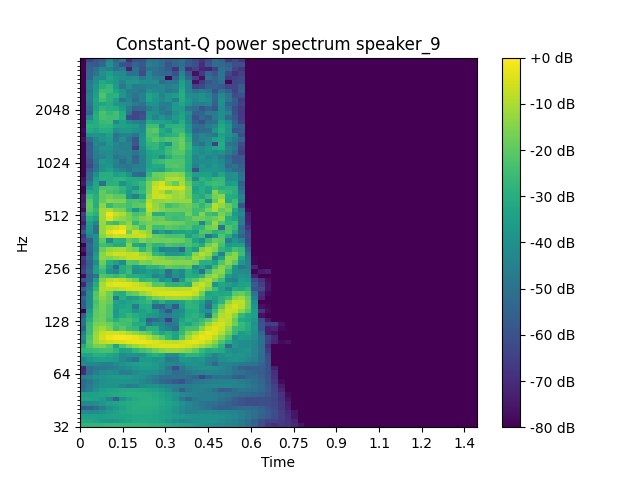 Constant-Q power spectrum speaker_9
Hz
2048
1024
512
256
128
64
32
0
0.15
0.3
0.45
0.6
0.75
0.9
1.1
1.2
1.4
Time
+0 dB
-10 dB
-20 dB
-30 dB
-40 dB
-50 dB
-60 dB
-70 dB
-80 dB